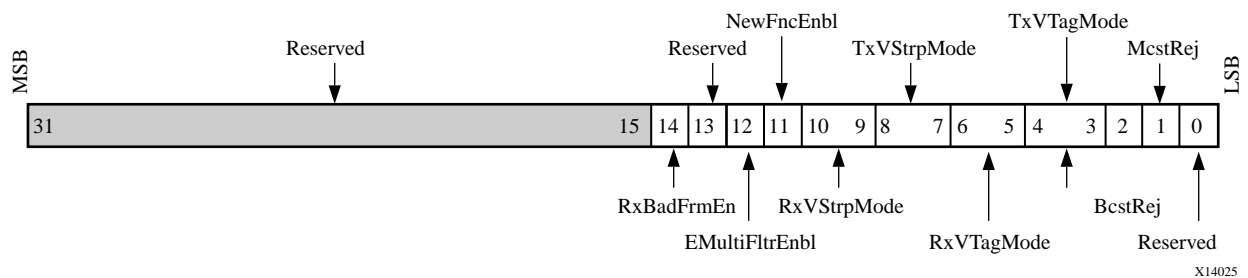 NewFncEnbl TxVTagMode
Reserved Reserved TxVStrpMode McstRej
MSB LSB
31 15 14 13 12 11 10 9 8 7 6 5 4 3 2 1 0
RxBadFrmEn RxVStrpMode BcstRej
EMultiFltrEnbl RxVTagMode Reserved
X14025